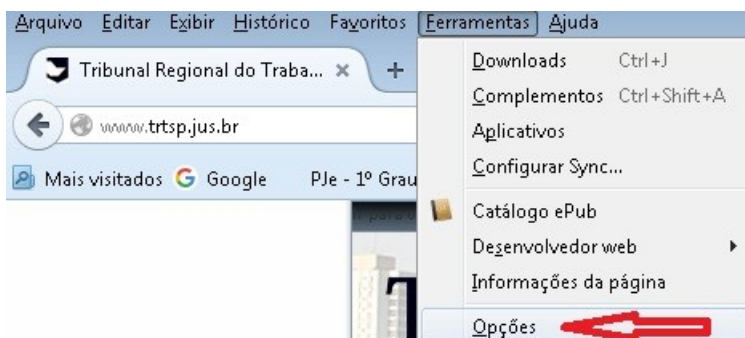 Arquivo Editar Exibir Histórico Favoritos Ferramentas Ajuda
Tribunal Regional do Traba... × +
www.trtsp.jus.br
Mais visitados Google PJe - 1º Grau
Downloads Ctrl+J
Complementos Ctrl+Shift+A
Aplicativos
Configurar Sync...
Catálogo ePub
Desenvolvedor web
Informações da página
Opções